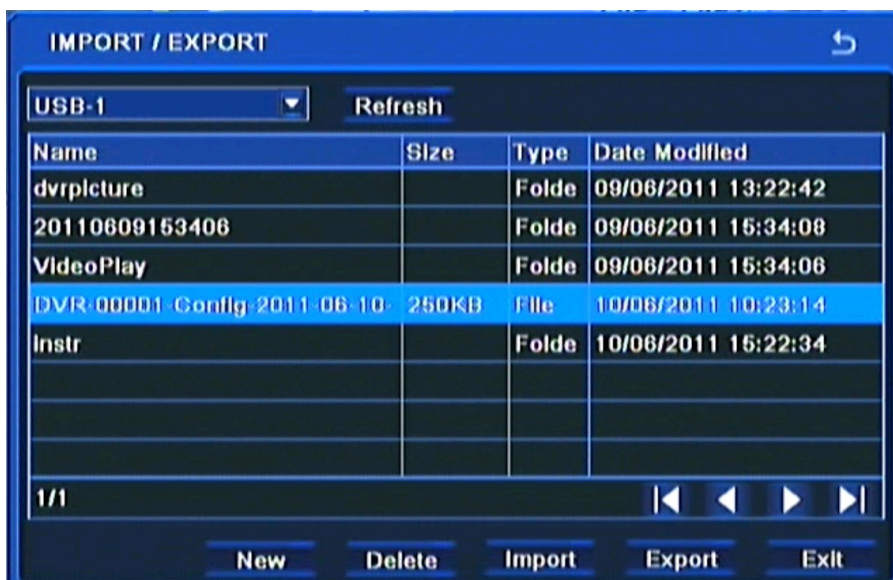 IMPORT / EXPORT
USB-1 Refresh
Name Size Type Date Modified
dvrpicture Folde 09/06/2011 13:22:42
20110609153406 Folde 09/06/2011 15:34:08
VideoPlay Folde 09/06/2011 15:34:06
DVR-00001-Config-2011-06-10- 250KB File 10/06/2011 10:23:14
Instr Folde 10/06/2011 15:22:34
1/1
New Delete Import Export Exit